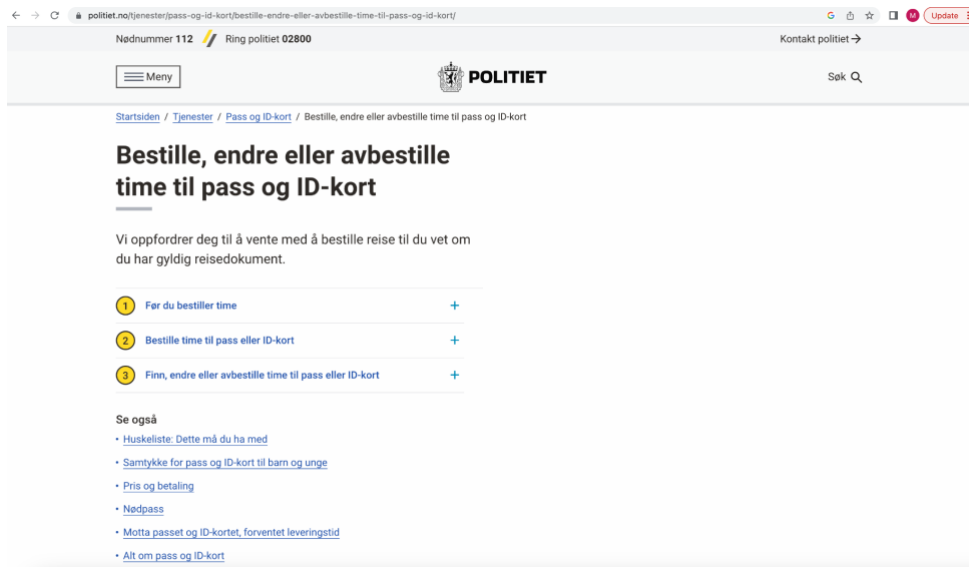 politiet.no/tjenester/pass-og-id-kort/bestille-endre-eller-avbestille-time-til-pass-og-id-kort/
G
M
Update
Nødnummer 112
Ring politiet 02800
Kontakt politiet →
Meny
POLITIET
Søk
Startsiden / Tjenester / Pass og ID-kort / Bestille, endre eller avbestille time til pass og ID-kort
Bestille, endre eller avbestille
time til pass og ID-kort
Vi oppfordrer deg til å vente med å bestille reise til du vet om
du har gyldig reisedokument.
1 Før du bestiller time +
2 Bestille time til pass eller ID-kort +
3 Finn, endre eller avbestille time til pass eller ID-kort +
Se også
• Huskeliste: Dette må du ha med
• Samtykke for pass og ID-kort til barn og unge
• Pris og betaling
• Nødpass
• Motta passet og ID-kortet, forventet leveringstid
• Alt om pass og ID-kort